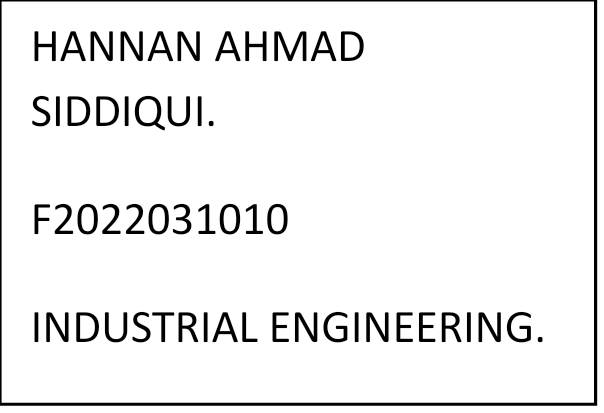 HANNAN AHMAD
SIDDIQUI.
F2022031010
INDUSTRIAL ENGINEERING.